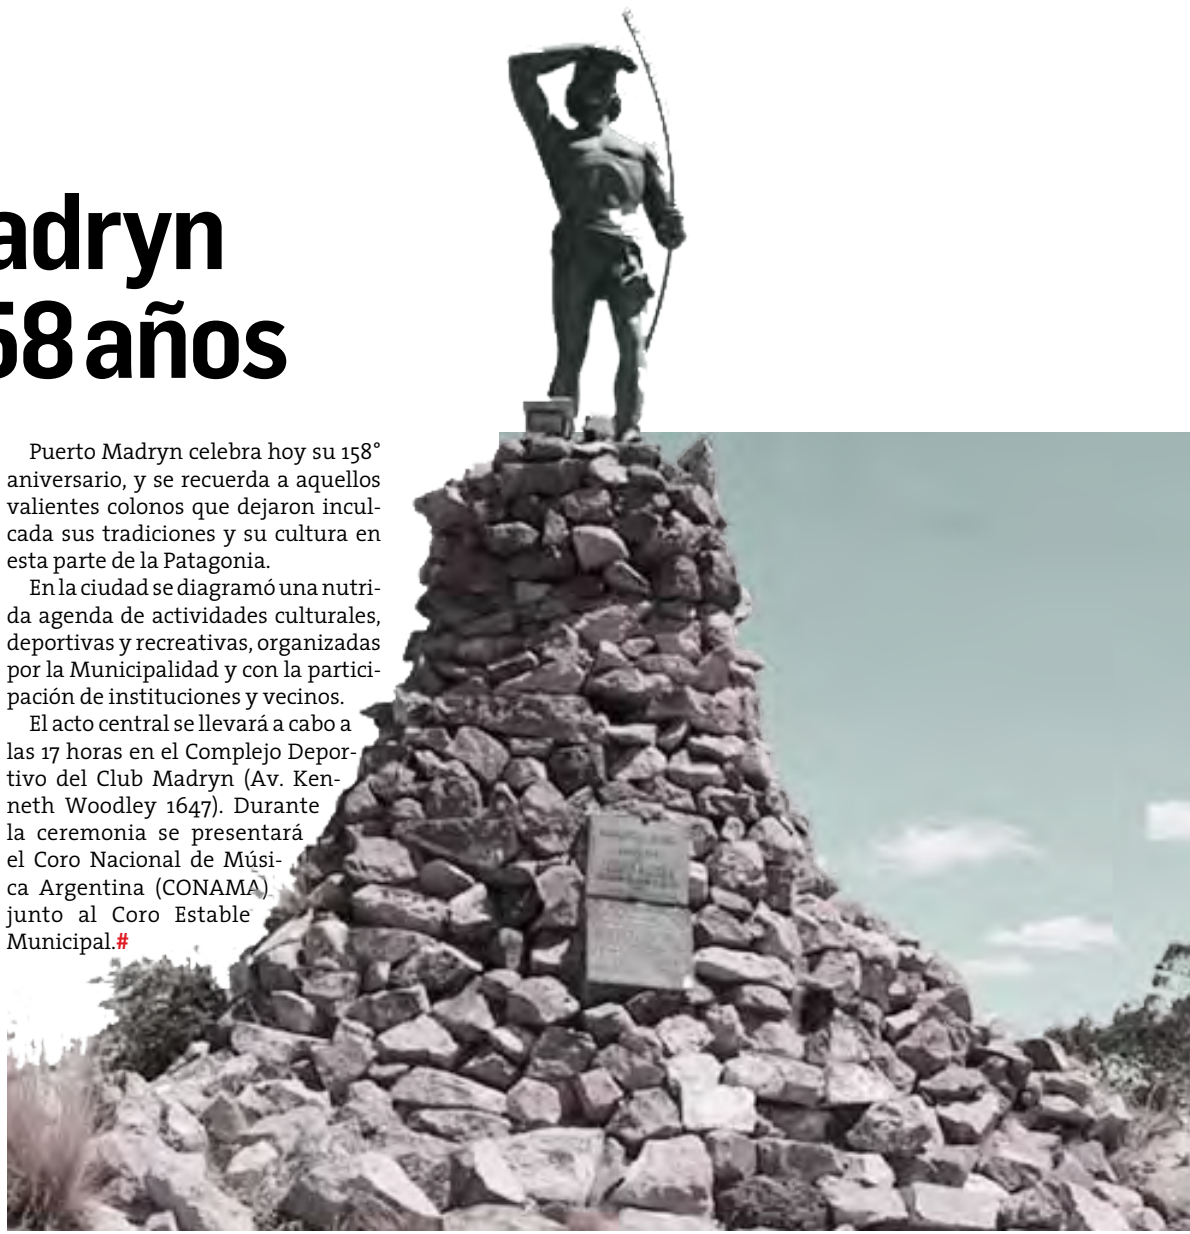 adryn
58 años
Puerto Madryn celebra hoy su 158°
aniversario, y se recuerda a aquellos
valientes colonos que dejaron incul-
cada sus tradiciones y su cultura en
esta parte de la Patagonia.
En la ciudad se diagramó una nutri-
da agenda de actividades culturales,
deportivas y recreativas, organizadas
por la Municipalidad y con la partici-
pación de instituciones y vecinos.
El acto central se llevará a cabo a
las 17 horas en el Complejo Depor-
tivo del Club Madryn (Av. Ken-
neth Woodley 1647). Durante
la ceremonia se presentará
el Coro Nacional de Músi-
ca Argentina (CONAMA)
junto al Coro Estable
Municipal.#